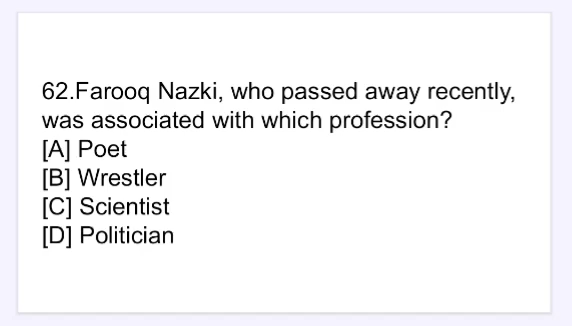 62.Farooq Nazki, who passed away recently,
was associated with which profession?
[A] Poet
[B] Wrestler
[C] Scientist
[D] Politician